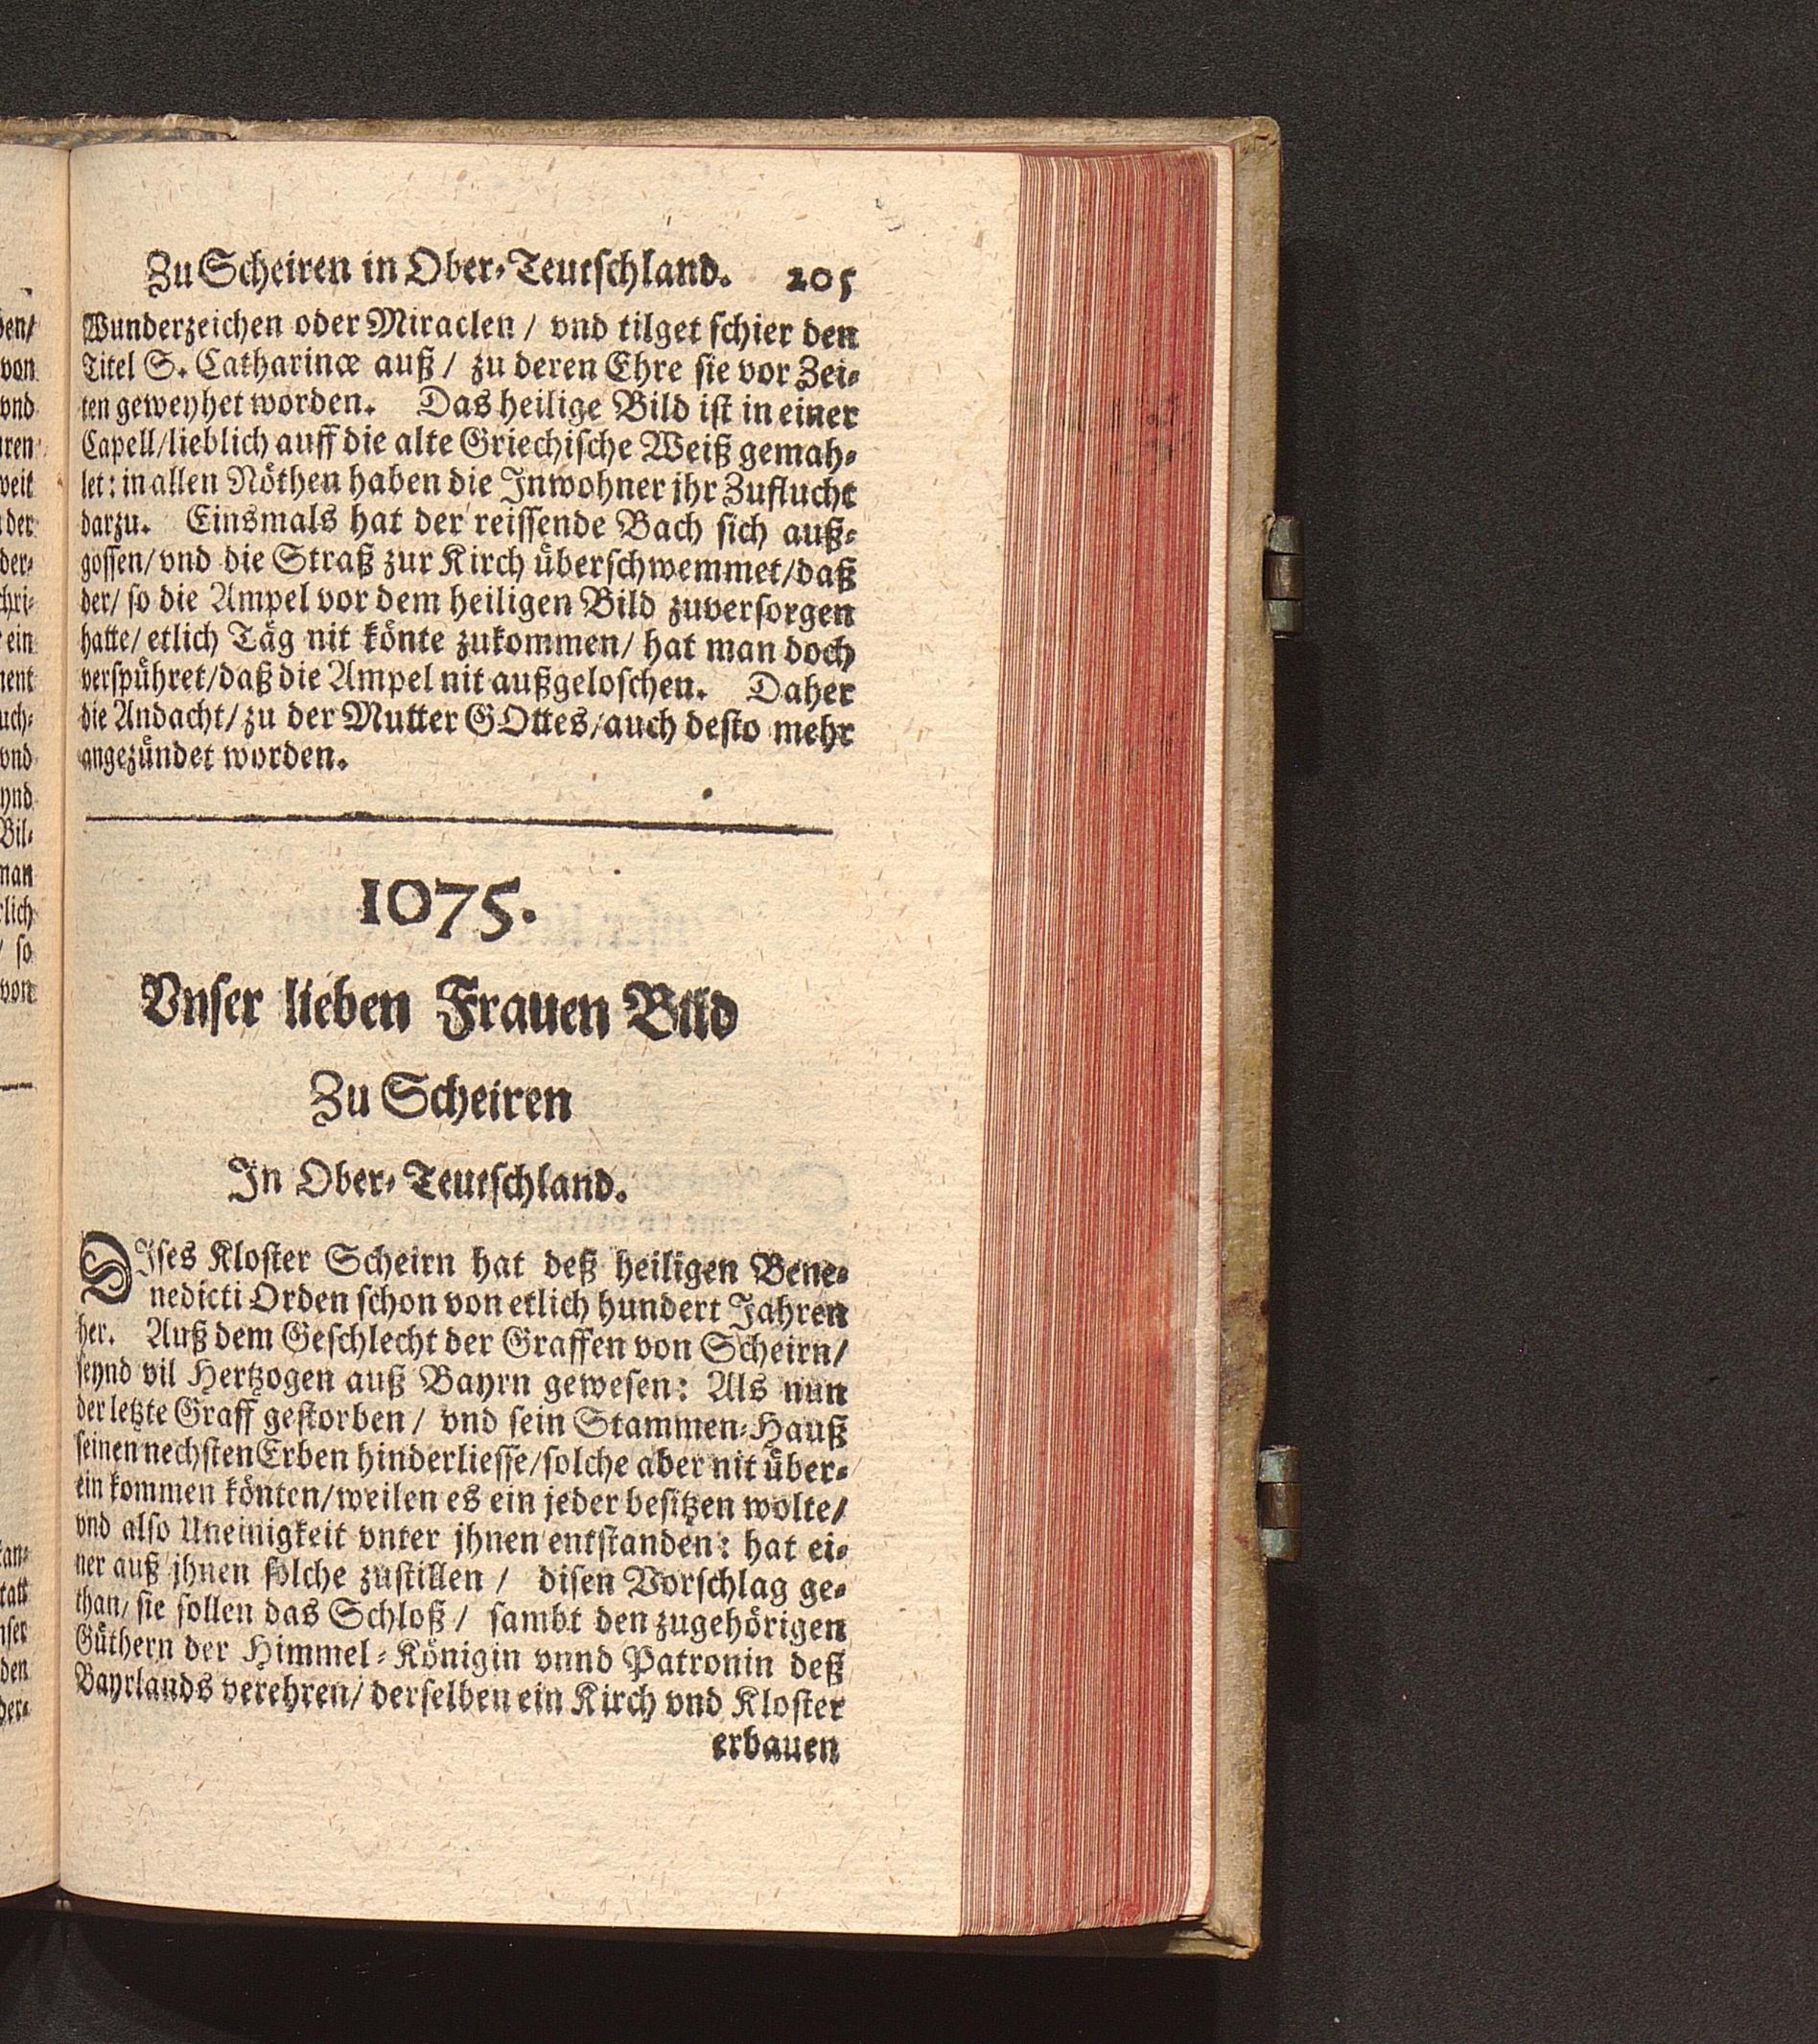 Zu Scheiren in Ober-Teutschland. 205
Wunderzeichen oder Miraclen / vnd tilget schier den
Titel S. Catharinæ auß / zu deren Ehre sie vor Zei-
ten geweyhet worden. Das heilige Bild ist in einer
Capell/lieblich auff die alte Griechische Weiß gemah-
let: in allen Nöthen haben die Inwohner jhr Zuflucht
darzu. Einsmals hat der reissende Bach sich auß-
gossen/vnd die Straß zur Kirch überschwemmet/daß
der/ so die Ampel vor dem heiligen Bild zuversorgen
hatte/ etlich Täg nit könte zukommen/ hat man doch
verspühret/daß die Ampel nit außgeloschen. Daher
die Andacht/zu der Mutter GOttes/auch desto mehr
angezündet worden.
1075.
Vnser lieben Frauen Bild
Zu Scheiren
In Ober-Teutschland.
DIses Kloster Scheirn hat deß heiligen Bene-
nedicti Orden schon von etlich hundert Jahren
her. Auß dem Geschlecht der Graffen von Scheirn/
seynd vil Hertzogen auß Bayrn gewesen: Als nun
der letzte Graff gestorben / vnd sein Stammen-Hauß
seinen nechsten Erben hinderliesse/solche aber nit über-
ein kommen könten/weilen es ein jeder besitzen wolte/
vnd also Uneinigkeit vnter jhnen entstanden: hat ei-
ner auß jhnen solche zustillen / disen Vorschlag ge-
than/ sie sollen das Schloß / sambt den zugehörigen
Güthern der Himmel-Königin vnnd Patronin deß
Bayrlands verehren/ derselben ein Kirch vnd Kloster
erbauen